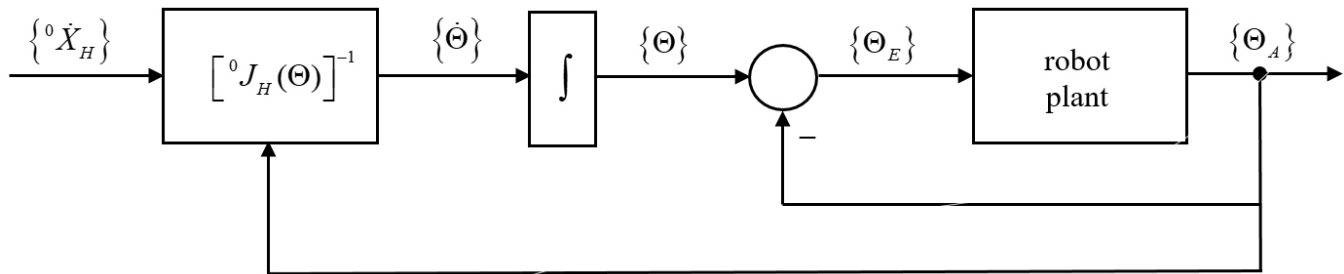 {⁰Ẋ_H}
[⁰J_H(Θ)]⁻¹
{Θ̇}
∫
{Θ}
{Θ_E}
robot
plant
{Θ_A}
−